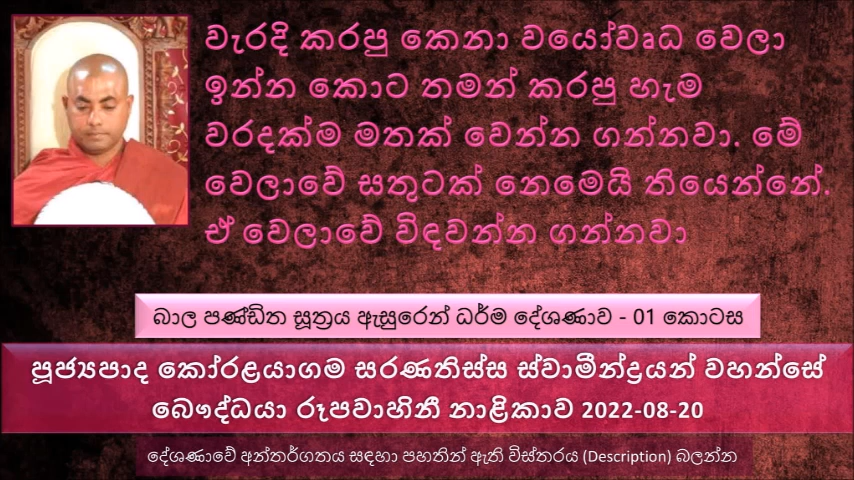 වැරදි කරපු කෙනා වයෝවෘධ වෙලා
ඉන්න කොට තමන් කරපු හැම
වරදක්ම මතක් වෙන්න ගන්නවා. මේ
වෙලාවේ සතුටක් නෙමෙයි තියෙන්නේ.
ඒ වෙලාවේ විඳවන්න ගන්නවා
බාල පණ්ඩිත සූත්‍රය ඇසුරෙන් ධර්ම දේශණාව - 01 කොටස
පූජ්‍යපාද කෝරළයාගම සරණතිස්ස ස්වාමීන්ද්‍රයන් වහන්සේ
බෞද්ධයා රූපවාහිනී නාළිකාව 2022-08-20
දේශණාවේ අන්තර්ගතය සඳහා පහතින් ඇති විස්තරය (Description) බලන්න